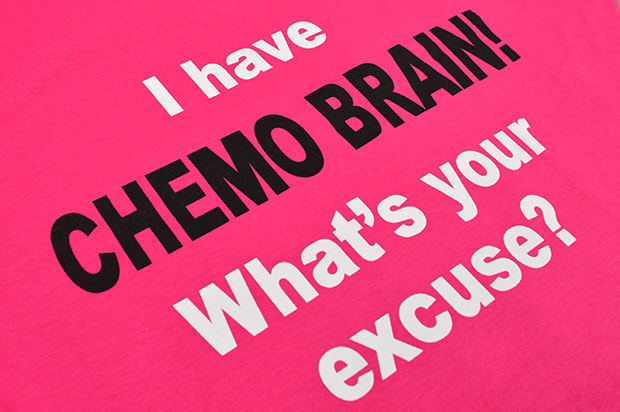 I have
CHEMO BRAIN!
What's your
excuse?